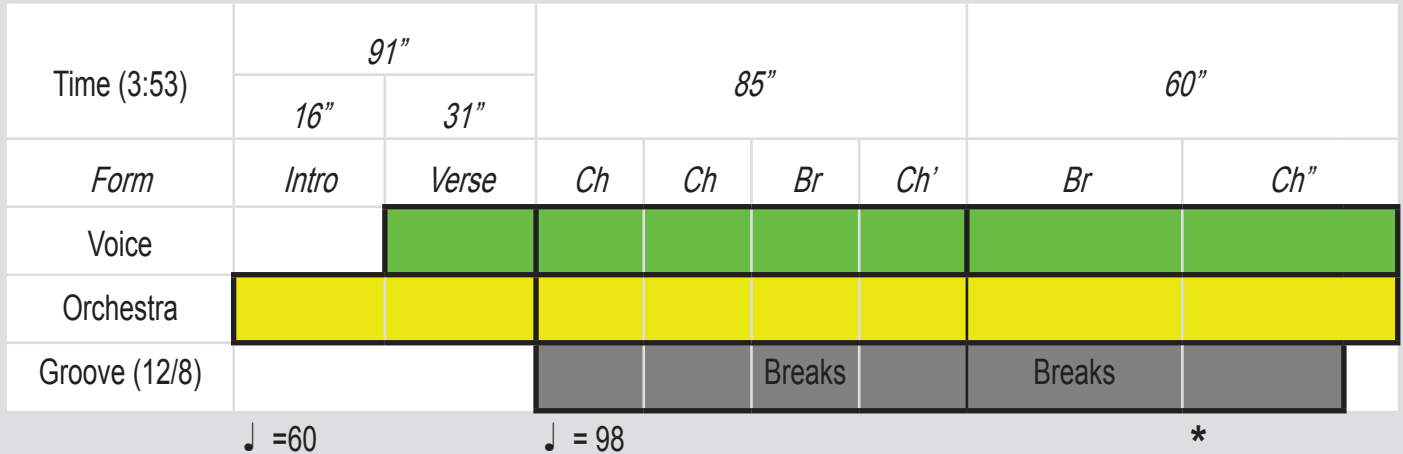 Time (3:53) 91” 85” 60”
16” 31”
Form Intro Verse Ch Ch Br Ch’ Br Ch”
Voice
Orchestra
Groove (12/8) Breaks Breaks
♩ =60 ♩ = 98 *